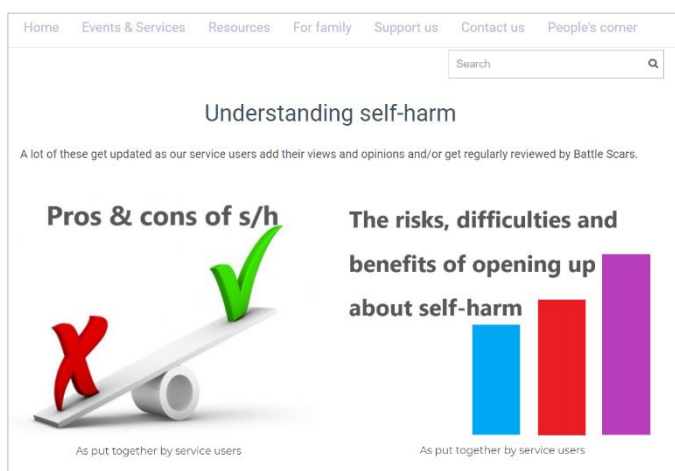 Home Events & Services Resources For family Support us Contact us People's corner
Search
Understanding self-harm
A lot of these get updated as our service users add their views and opinions and/or get regularly reviewed by Battle Scars.
Pros & cons of s/h
The risks, difficulties and
benefits of opening up
about self-harm
As put together by service users
As put together by service users